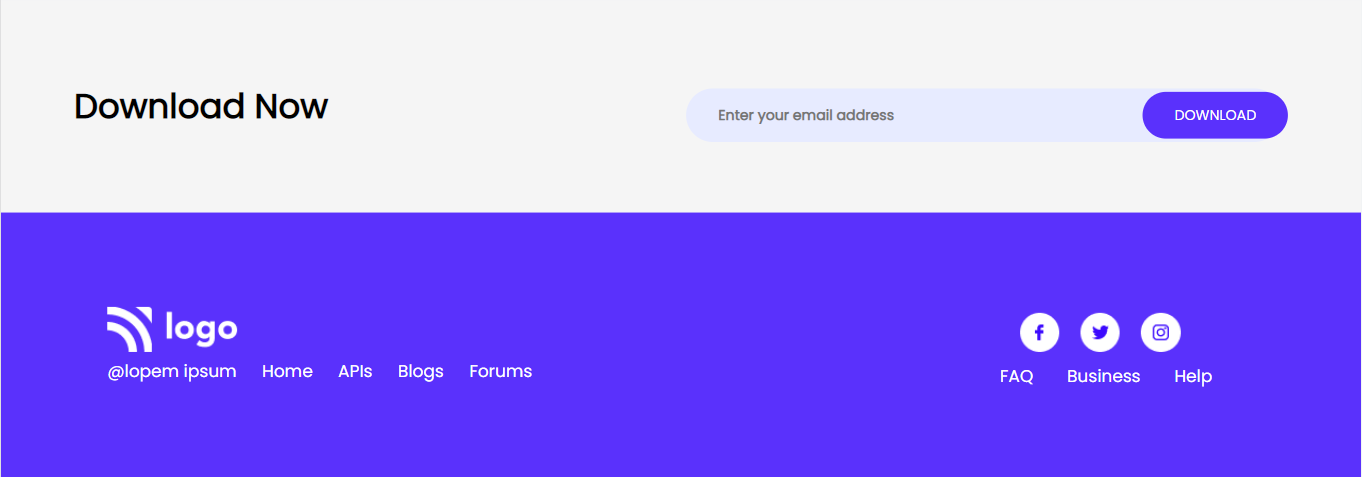 Download Now
Enter your email address
DOWNLOAD
logo
@lopem ipsum Home APIs Blogs Forums
FAQ Business Help